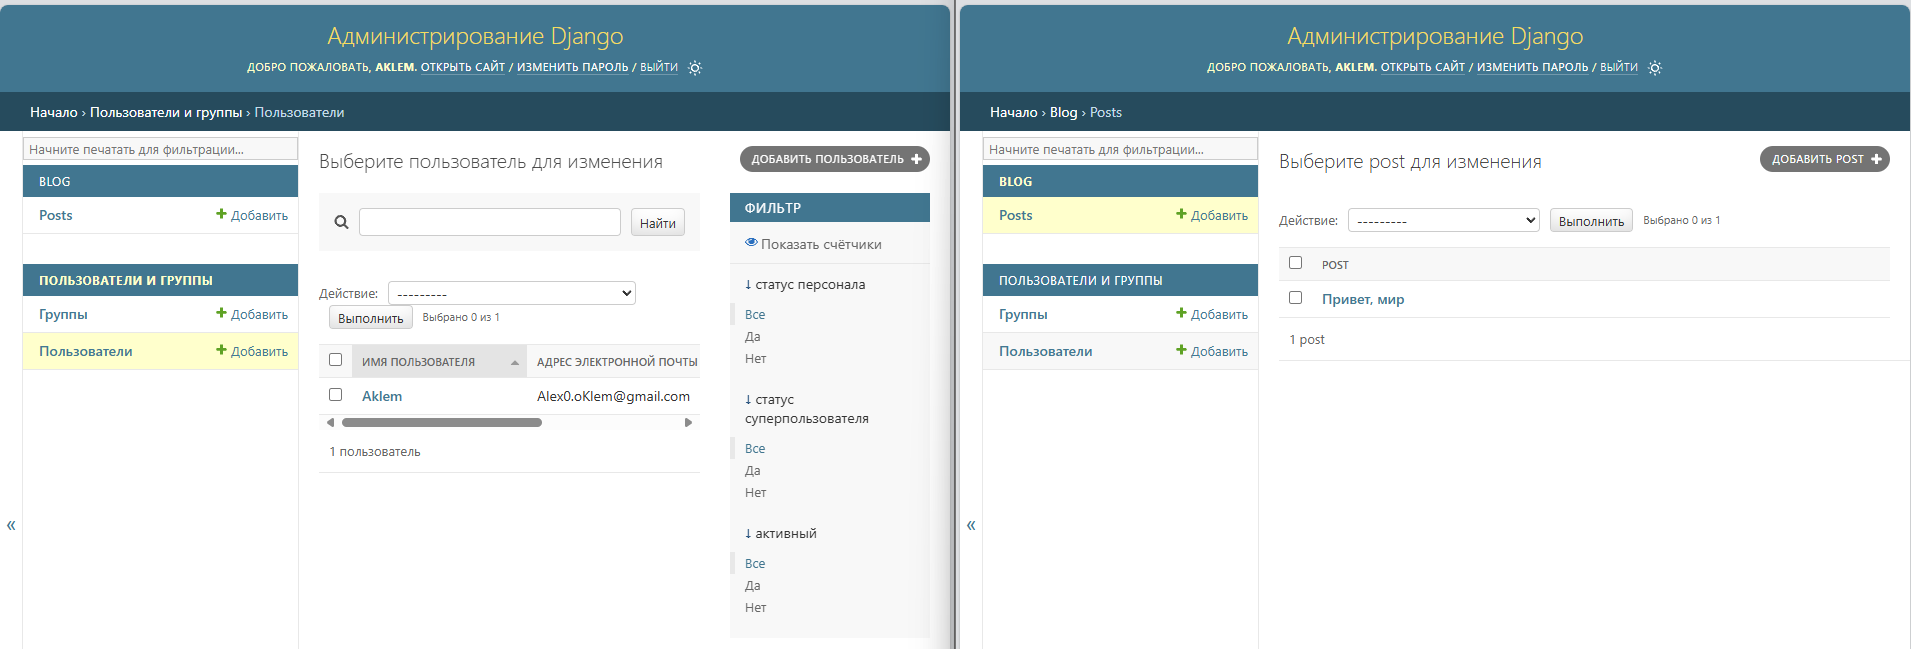 Администрирование Django
ДОБРО ПОЖАЛОВАТЬ, AKLEM. ОТКРЫТЬ САЙТ / ИЗМЕНИТЬ ПАРОЛЬ / ВЫЙТИ
Начало › Пользователи и группы › Пользователи
Начните печатать для фильтрации...
BLOG
Posts Добавить
ПОЛЬЗОВАТЕЛИ И ГРУППЫ
Группы Добавить
Пользователи Добавить
«
Выберите пользователь для изменения
ДОБАВИТЬ ПОЛЬЗОВАТЕЛЬ
Найти
Действие: ---------
Выполнить Выбрано 0 из 1
ИМЯ ПОЛЬЗОВАТЕЛЯ АДРЕС ЭЛЕКТРОННОЙ ПОЧТЫ
Aklem Alex0.oKlem@gmail.com
1 пользователь
ФИЛЬТР
Показать счётчики
↓ статус персонала
Все
Да
Нет
↓ статус
суперпользователя
Все
Да
Нет
↓ активный
Все
Да
Нет
Администрирование Django
ДОБРО ПОЖАЛОВАТЬ, AKLEM. ОТКРЫТЬ САЙТ / ИЗМЕНИТЬ ПАРОЛЬ / ВЫЙТИ
Начало › Blog › Posts
Начните печатать для фильтрации...
BLOG
Posts Добавить
ПОЛЬЗОВАТЕЛИ И ГРУППЫ
Группы Добавить
Пользователи Добавить
«
Выберите post для изменения
ДОБАВИТЬ POST
Действие: --------- Выполнить Выбрано 0 из 1
POST
Привет, мир
1 post